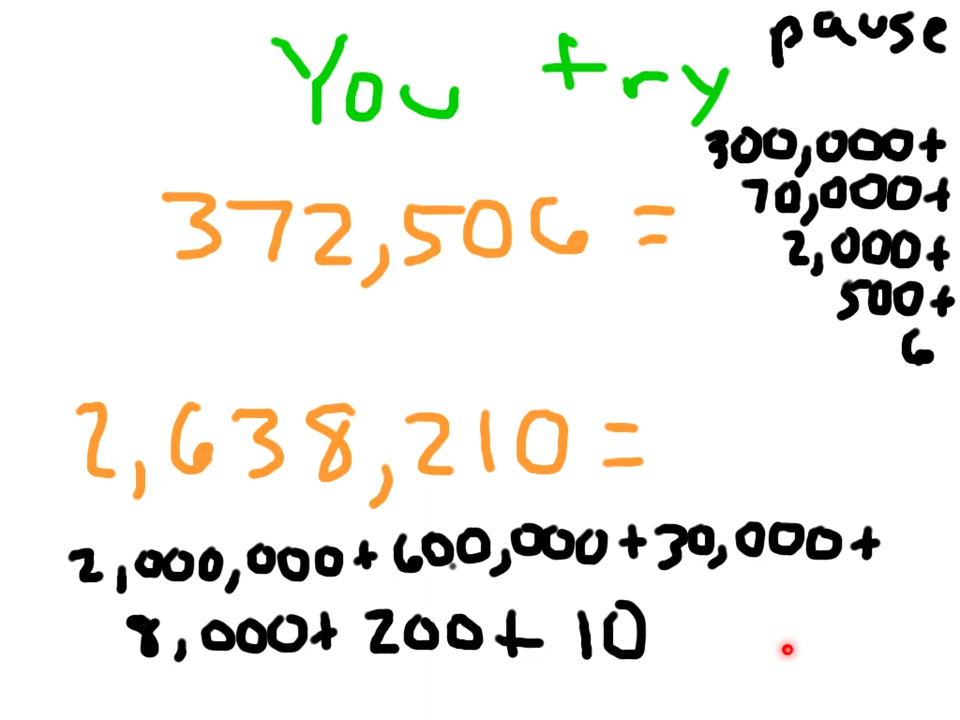 pause
You try
372,506 =
300,000+
70,000+
2,000+
500+
6
2,638,210=
2,000,000+600,000+30,000+
8,000+ 200+ 10